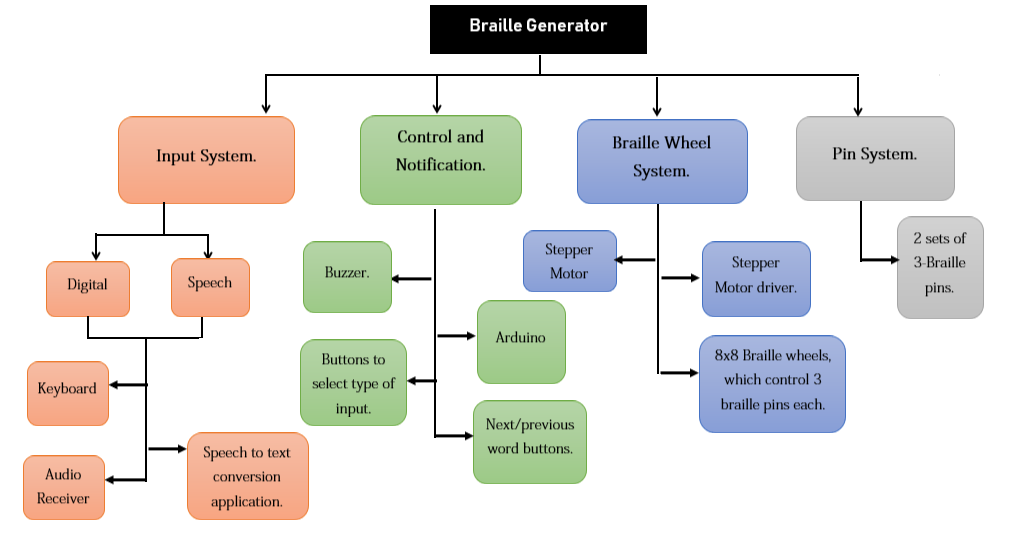 Braille Generator
Input System.
Control and
Notification.
Braille Wheel
System.
Pin System.
Digital
Speech
Keyboard
Audio
Receiver
Speech to text
conversion
application.
Buzzer.
Arduino
Buttons to
select type of
input.
Next/previous
word buttons.
Stepper
Motor
Stepper
Motor driver.
8x8 Braille wheels,
which control 3
braille pins each.
2 sets of
3-Braille
pins.